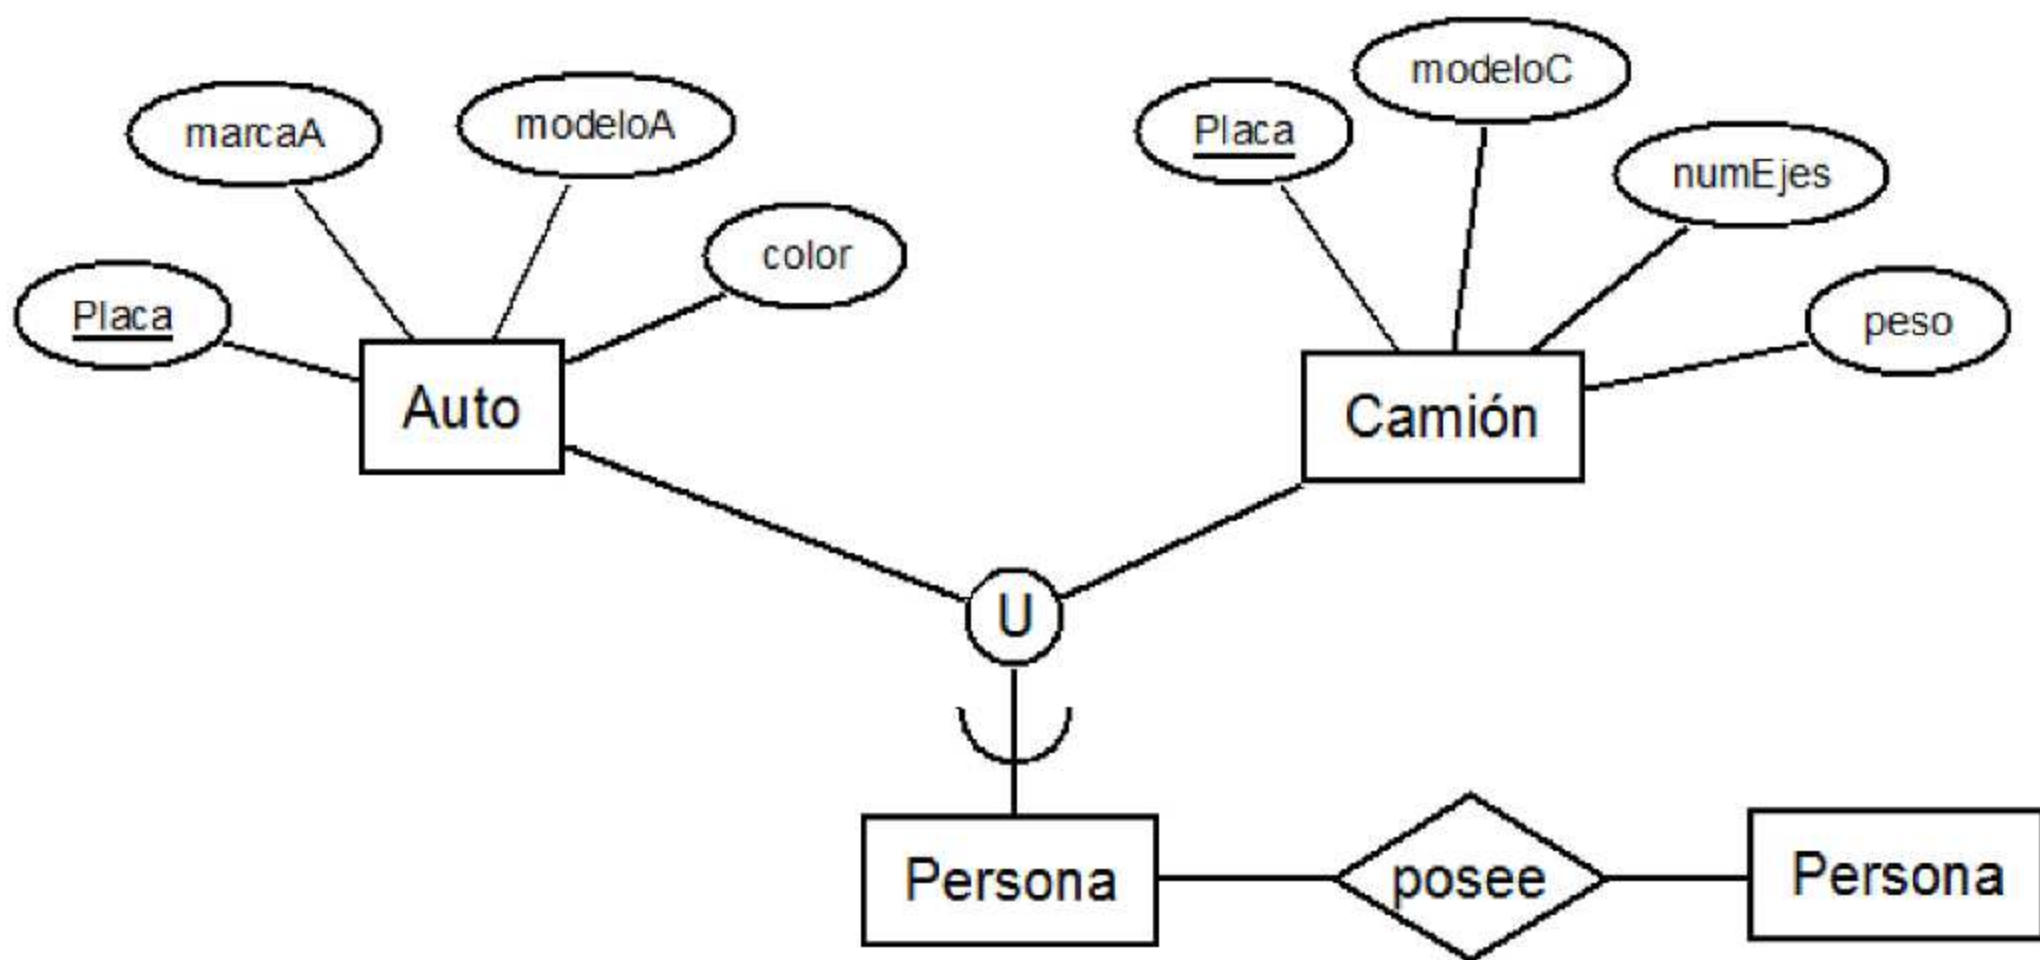 marcaA
modeloA
Placa
color
Auto
Placa
modeloC
numEjes
peso
Camión
U
Persona
posee
Persona